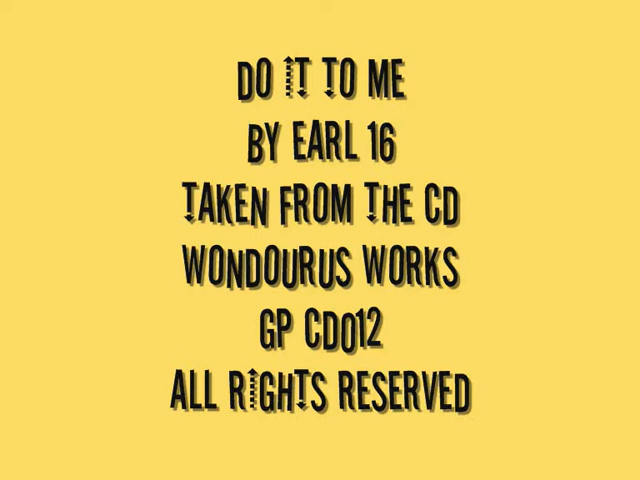 DO IT TO ME
BY EARL 16
TAKEN FROM THE CD
WONDOURUS WORKS
GP CD012
ALL RIGHTS RESERVED